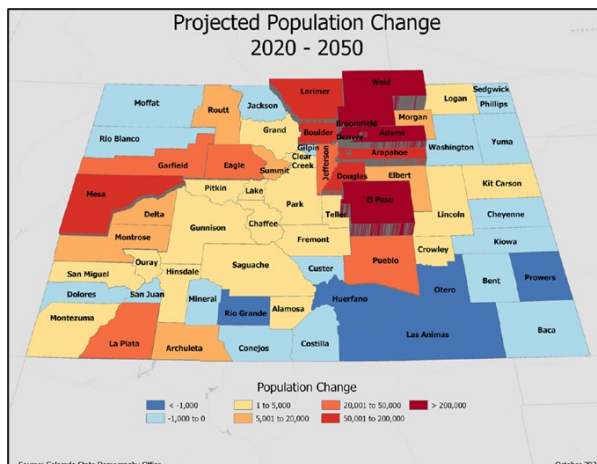 Projected Population Change
2020 - 2050
Moffat
Routt
Jackson
Larimer
Weld
Logan
Sedgwick
Phillips
Morgan
Rio Blanco
Grand
Boulder
Broomfield
Gilpin
Denver
Adams
Washington
Yuma
Garfield
Eagle
Summit
Clear
Creek
Jefferson
Arapahoe
Douglas
Elbert
Kit Carson
Mesa
Pitkin
Lake
Park
Delta
Gunnison
Chaffee
Teller
El Paso
Lincoln
Cheyenne
Montrose
Fremont
Kiowa
Ouray
Crowley
San Miguel
Hinsdale
Saguache
Custer
Pueblo
Otero
Bent
Prowers
Dolores
San Juan
Mineral
Rio Grande
Alamosa
Huerfano
Las Animas
Baca
Montezuma
La Plata
Archuleta
Conejos
Costilla
Population Change
< -1,000
1 to 5,000
20,001 to 50,000
> 200,000
-1,000 to 0
5,001 to 20,000
50,001 to 200,000
Source: Colorado State Demography Office
October